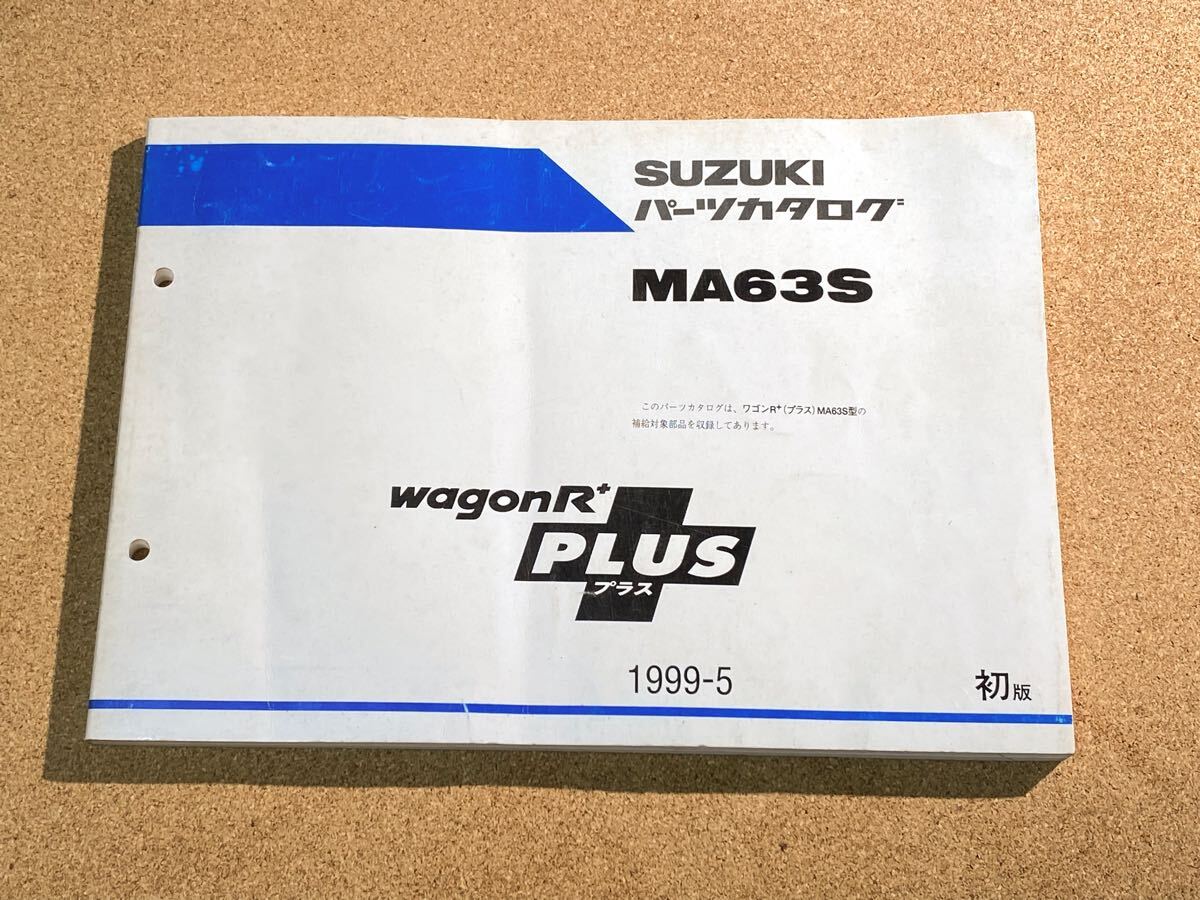 SUZUKI
パーツカタログ
MA63S
このパーツカタログは、ワゴンR+(プラス)MA63S型の
補給対象部品を収録してあります。
wagonR+
PLUS
プラス
1999-5
初版